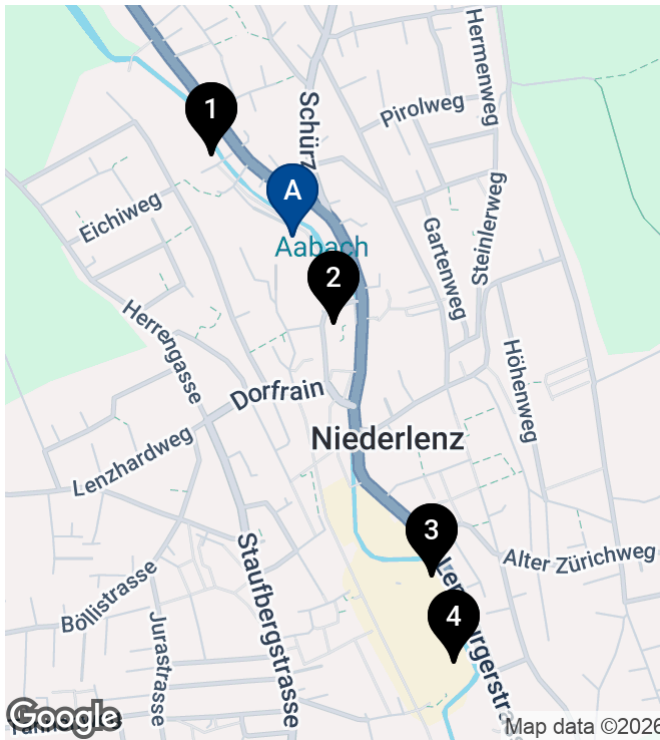 Hermenweg
1
Schürz
Pirolweg
A
Eichiweg
Steinlerweg
Gartenweg
Aabach
2
Herrengasse
Höhenweg
Dorfrain
Niederlenz
Lenzhardweg
3
Staufbergstrasse
Alter Zürichweg
Böllistrasse
Jurastrasse
4
Google
Map data ©2026